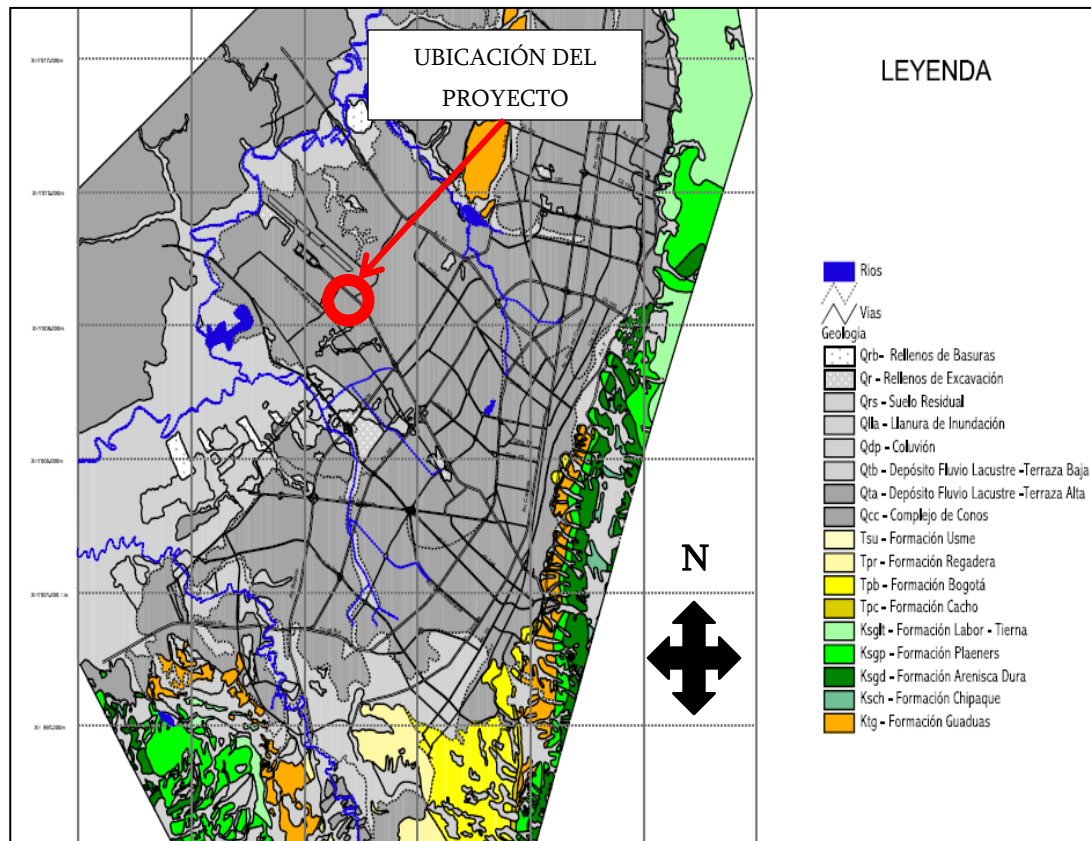 UBICACIÓN DEL
PROYECTO
LEYENDA
Rios
Vias
Geologia
Qrb- Rellenos de Basuras
Qr - Rellenos de Excavación
Qrs - Suelo Residual
Qlla - Llanura de Inundación
Qdp - Coluvión
Qtb - Depósito Fluvio Lacustre -Terraza Baja
Qta - Depósito Fluvio Lacustre -Terraza Alta
Qcc - Complejo de Conos
Tsu - Formación Usme
Tpr - Formación Regadera
Tpb - Formación Bogotá
Tpc - Formación Cacho
Ksglt - Formación Labor - Tierna
Ksgp - Formación Plaeners
Ksgd - Formación Arenisca Dura
Ksch - Formación Chipaque
Ktg - Formación Guaduas
N